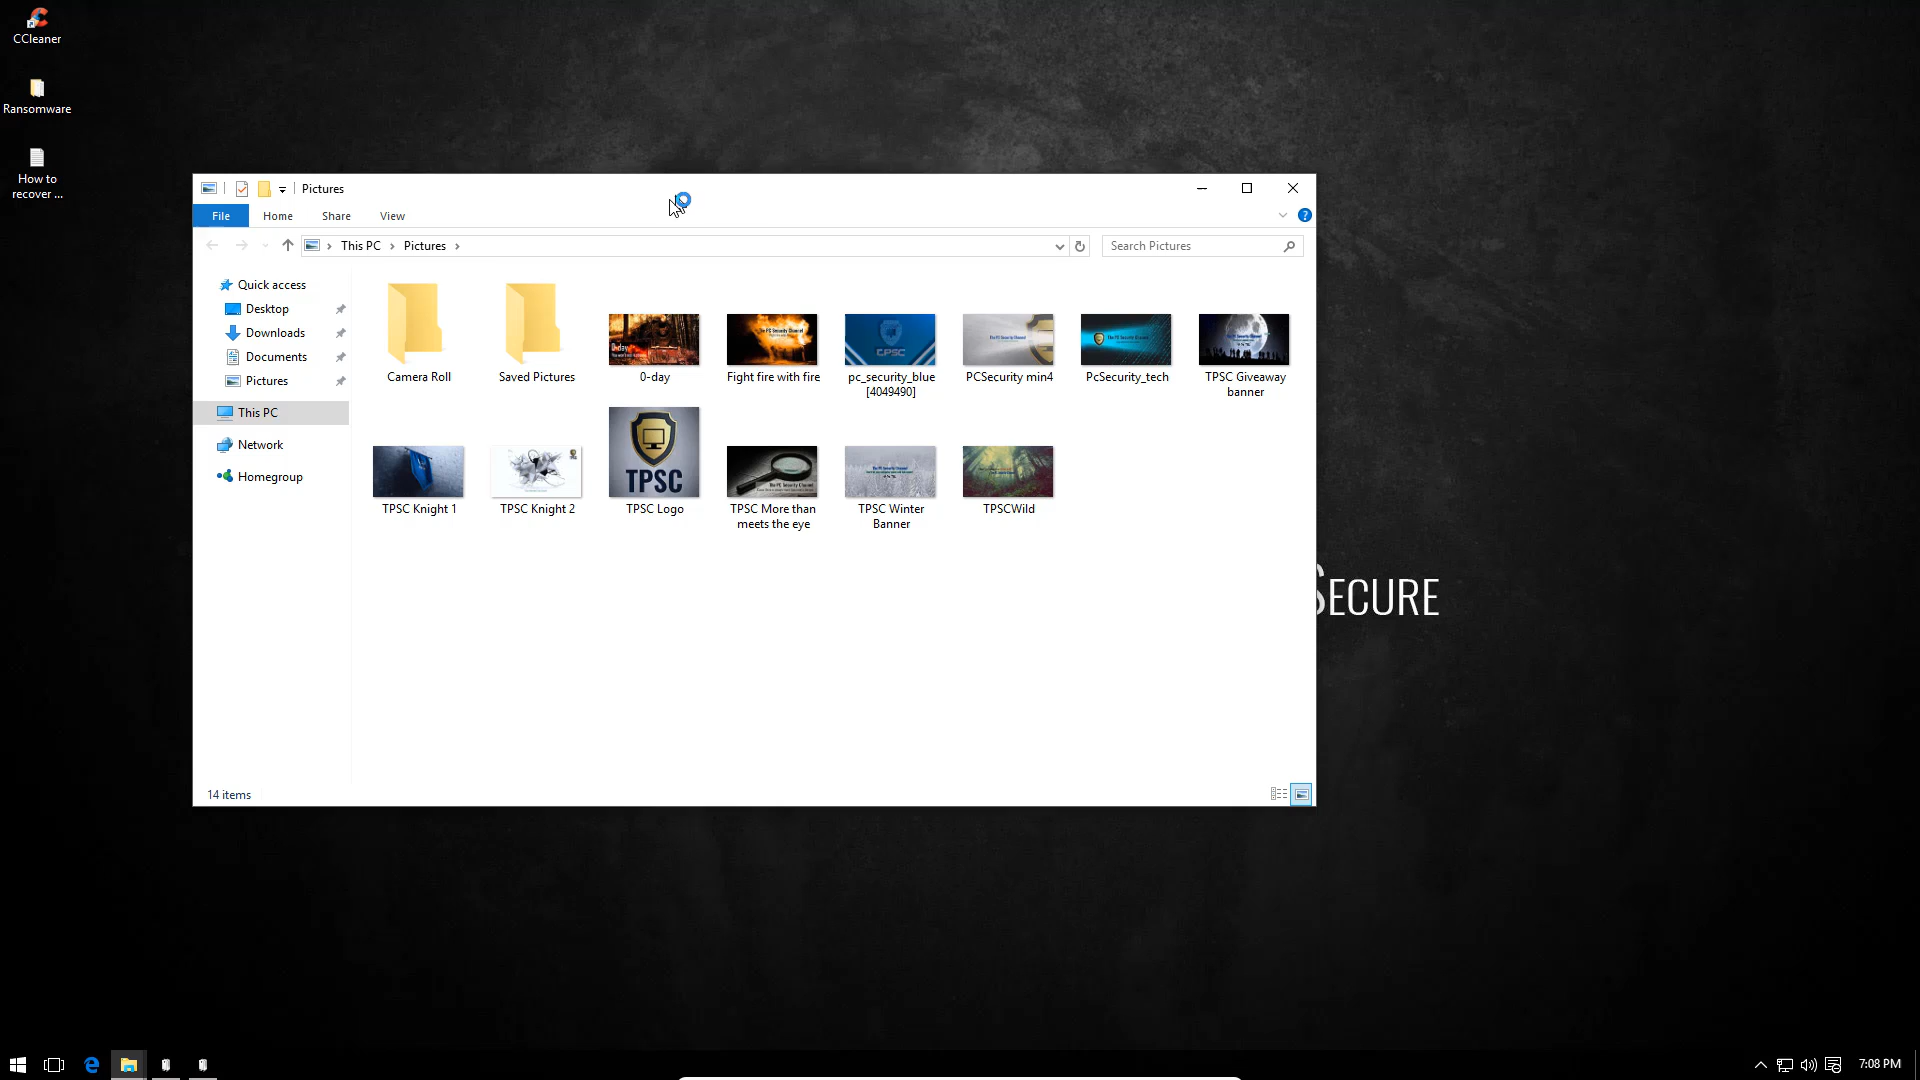 CCleaner
Ransomware
How to
recover ...
Pictures
File
Home
Share
View
This PC
Pictures
Search Pictures
Quick access
Desktop
Downloads
Documents
Pictures
This PC
Network
Homegroup
Camera Roll
Saved Pictures
0-day
Fight fire with fire
pc_security_blue
[4049490]
PCSecurity min4
PcSecurity_tech
TPSC Giveaway
banner
TPSC
TPSC Knight 1
TPSC Knight 2
TPSC Logo
TPSC More than
meets the eye
TPSC Winter
Banner
TPSCWild
SECURE
14 items
7:08 PM